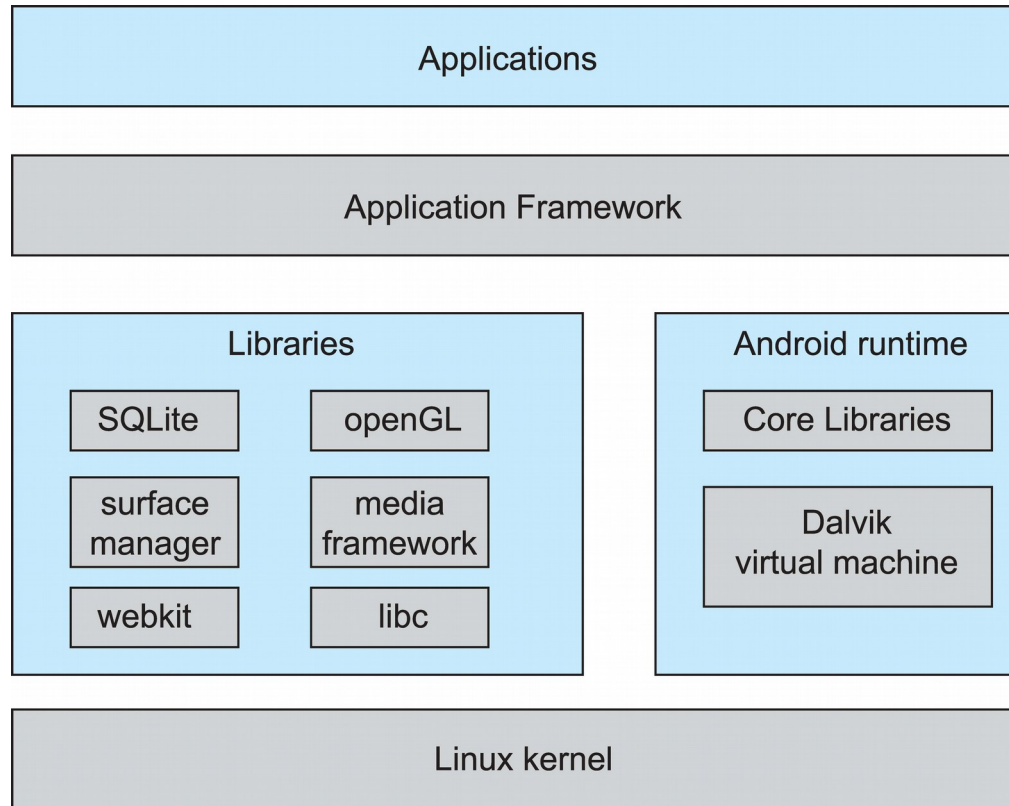 Applications
Application Framework
Libraries
SQLite
openGL
surface
manager
media
framework
webkit
libc
Android runtime
Core Libraries
Dalvik
virtual machine
Linux kernel